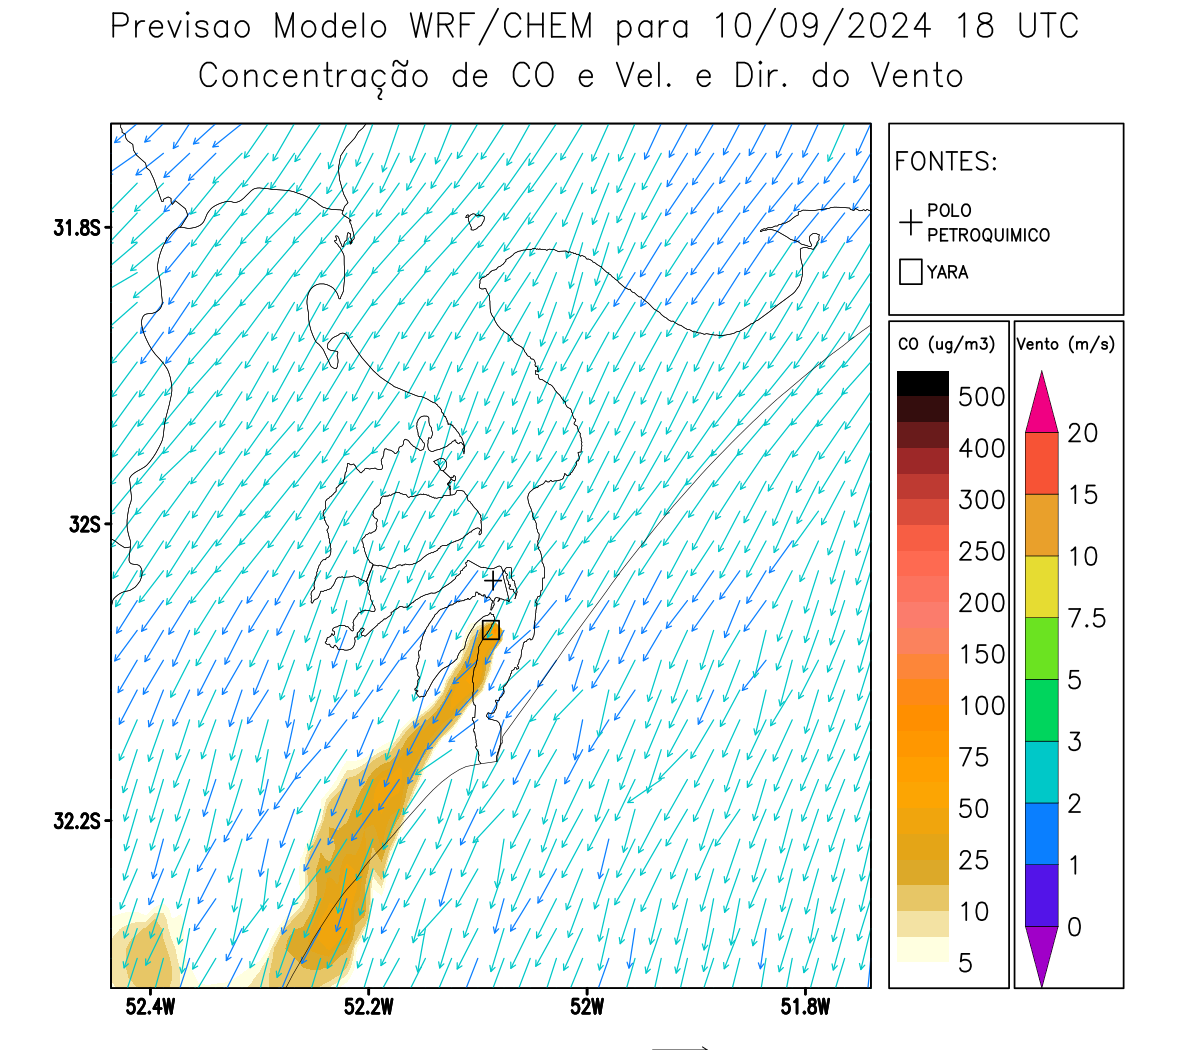 Previsao Modelo WRF/CHEM para 10/09/2024 18 UTC
Concentração de CO e Vel. e Dir. do Vento
FONTES:
POLO
PETROQUIMICO
YARA
CO (ug/m3)
500
400
300
250
200
150
100
75
50
25
10
5
Vento (m/s)
20
15
10
7.5
5
3
2
1
0
31.8S
32S
32.2S
52.4W
52.2W
52W
51.8W